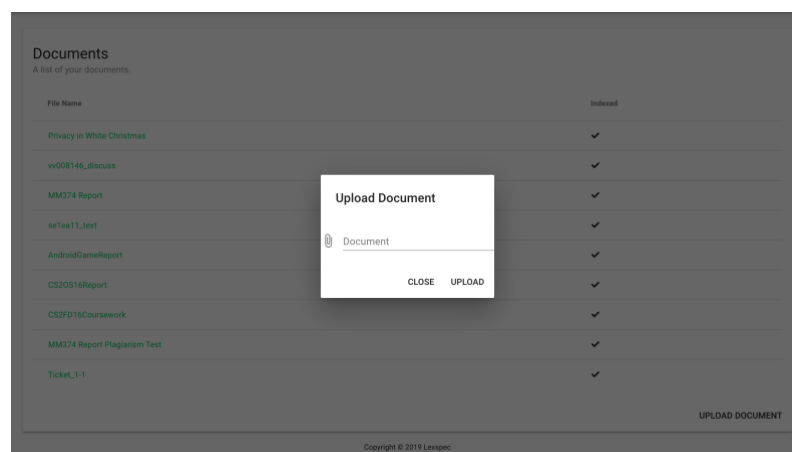 Documents
A list of your documents.
File Name Indexed
Privacy in White Christmas
vv008146_discuss
MM374 Report
se1ea11_text
AndroidGameReport
CS2OS16Report
CS2FD16Coursework
MM374 Report Plagiarism Test
Ticket_1-1
Upload Document
Document
CLOSE UPLOAD
UPLOAD DOCUMENT
Copyright © 2019 Lexspec